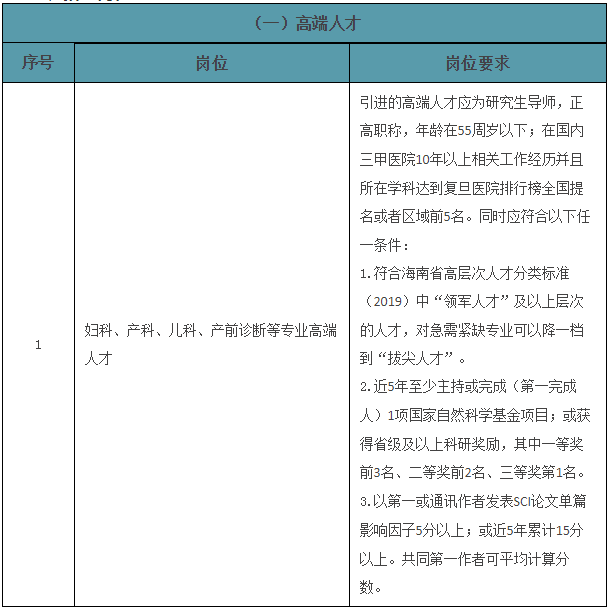 （一）高端人才
序号
岗位
岗位要求
1
妇科、产科、儿科、产前诊断等专业高端
人才
引进的高端人才应为研究生导师，正
高职称，年龄在55周岁以下；在国内
三甲医院10年以上相关工作经历并且
所在学科达到复旦医院排行榜全国提
名或者区域前5名。同时应符合以下任
一条件：
1.符合海南省高层次人才分类标准
（2019）中“领军人才”及以上层次
的人才，对急需紧缺专业可以降一档
到“拔尖人才”。
2.近5年至少主持或完成（第一完成
人）1项国家自然科学基金项目；或获
得省级及以上科研奖励，其中一等奖
前3名、二等奖前2名、三等奖第1名。
3.以第一或通讯作者发表SCI论文单篇
影响因子5分以上；或近5年累计15分
以上。共同第一作者可平均计算分
数。